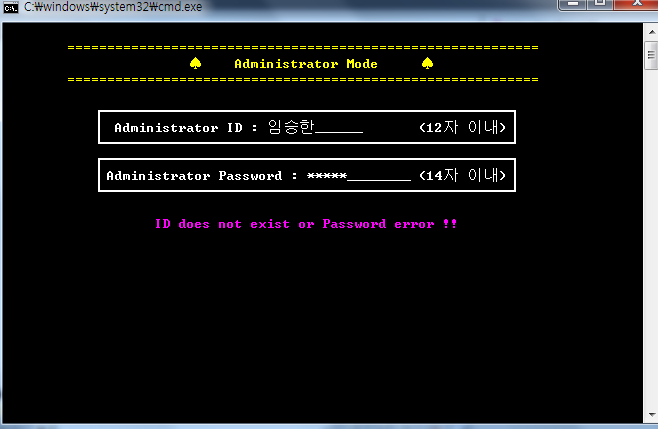 C:₩windows₩system32₩cmd.exe
===========================================================
♠ Administrator Mode ♠
===========================================================
Administrator ID : 임승한______ (12자 이내)
Administrator Password : *****________ (14자 이내)
ID does not exist or Password error !!